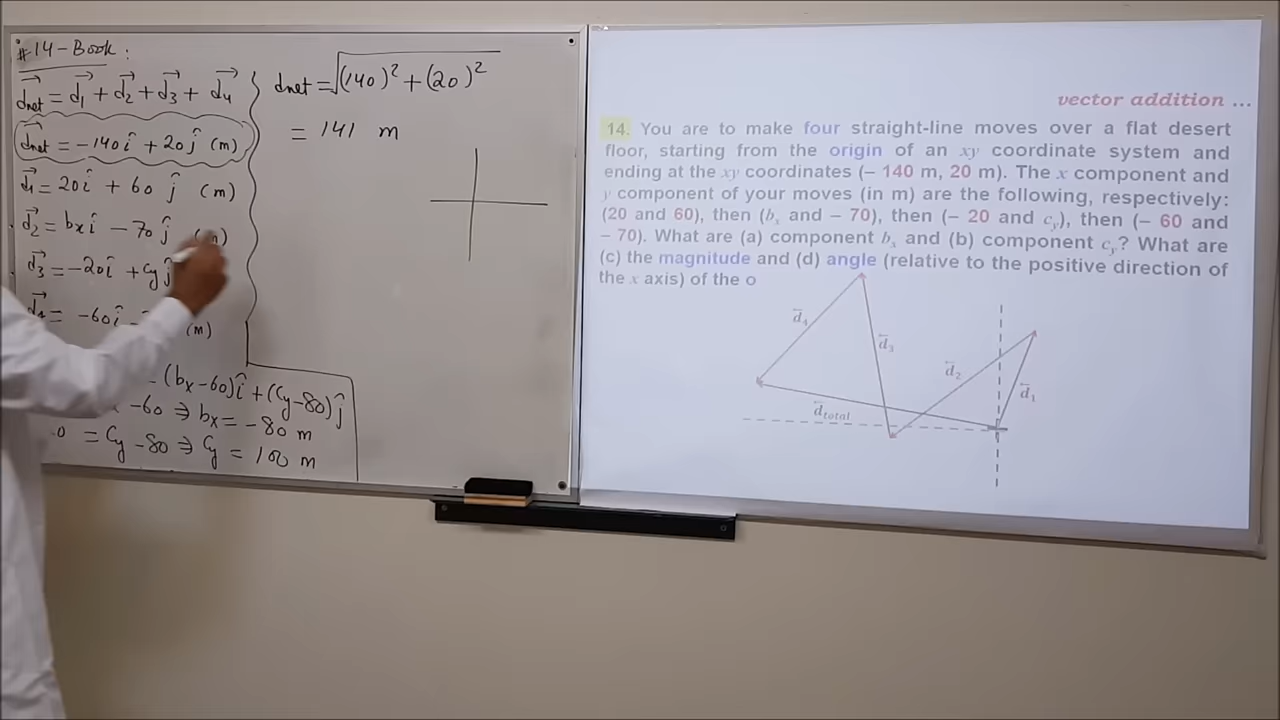 #14-Book:
d⃗net = d⃗1 + d⃗2 + d⃗3 + d⃗4
d⃗net = -140î + 20ĵ (m)
d⃗1 = 20î + 60ĵ (m)
d⃗2 = bxî - 70ĵ
d⃗3 = -20î + Cyĵ
d⃗4 = -60î (m)
(bx-60)î + (Cy-80)ĵ
-60 ⇒ bx = -80 m
= Cy - 80 ⇒ Cy = 100 m
dnet = √(140)² + (20)²
= 141 m
vector addition ...
14. You are to make four straight-line moves over a flat desert
floor, starting from the origin of an xy coordinate system and
ending at the xy coordinates (– 140 m, 20 m). The x component and
y component of your moves (in m) are the following, respectively:
(20 and 60), then (bx and – 70), then (– 20 and cy), then (– 60 and
– 70). What are (a) component bx and (b) component cy? What are
(c) the magnitude and (d) angle (relative to the positive direction of
the x axis) of the o
d⃗4
d⃗3
d⃗2
d⃗1
d⃗total